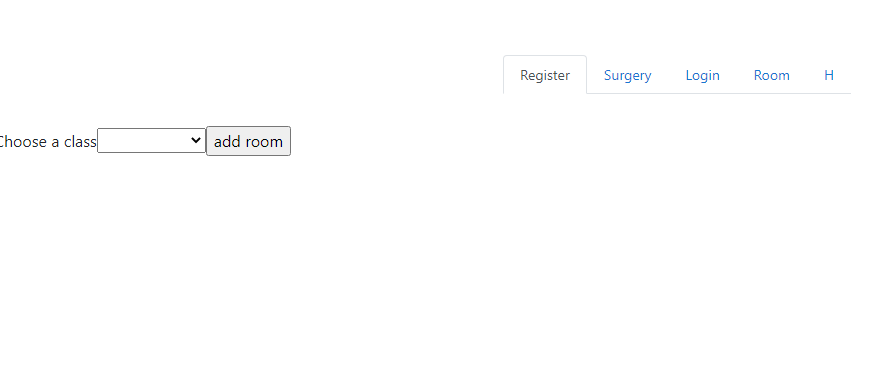 Register Surgery Login Room H
Choose a class add room